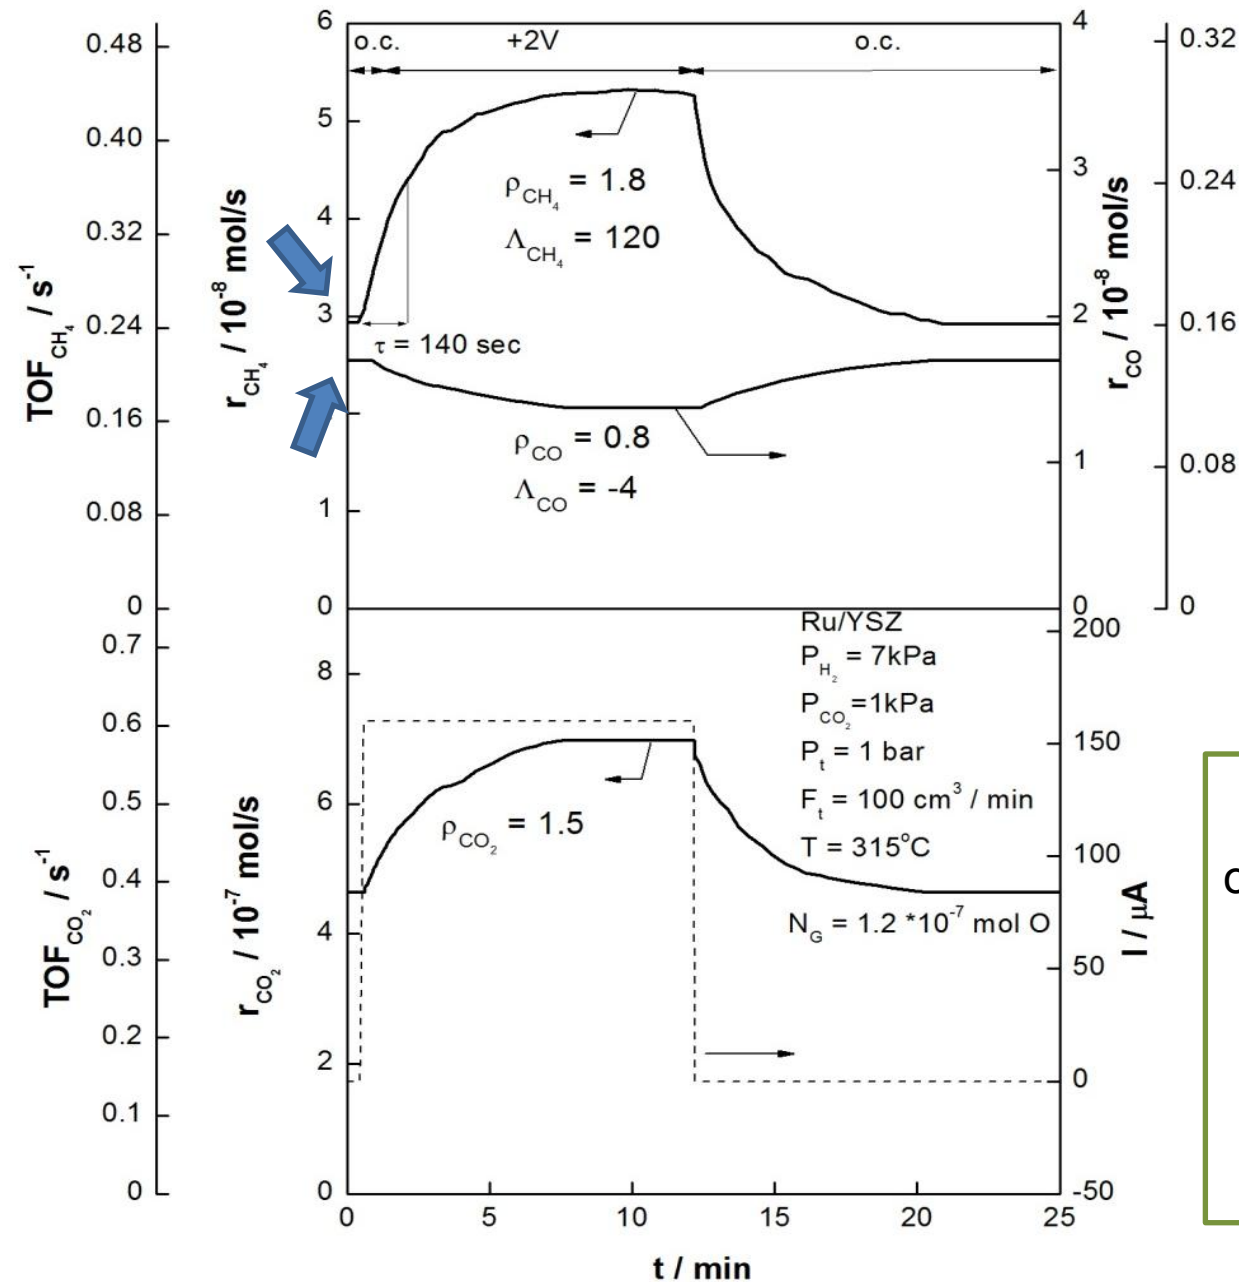 o.c. +2V o.c.
6
5
4
3
2
1
0
4
3
2
1
0
0.48
0.40
0.32
0.24
0.16
0.08
0
0.32
0.24
0.16
0.08
0
TOF_CH₄ / s⁻¹
r_CH₄ / 10⁻⁸ mol/s
r_CO / 10⁻⁸ mol/s
ρ_CH₄ = 1.8
Λ_CH₄ = 120
τ = 140 sec
ρ_CO = 0.8
Λ_CO = -4
0.7
0.6
0.5
0.4
0.3
0.2
0.1
0
8
6
4
2
0
200
150
100
50
0
-50
TOF_CO₂ / s⁻¹
r_CO₂ / 10⁻⁷ mol/s
I / μA
ρ_CO₂ = 1.5
Ru/YSZ
P_H₂ = 7kPa
P_CO₂ =1kPa
P_t = 1 bar
F_t = 100 cm³ / min
T = 315°C
N_G = 1.2 *10⁻⁷ mol O
0 5 10 15 20 25
t / min